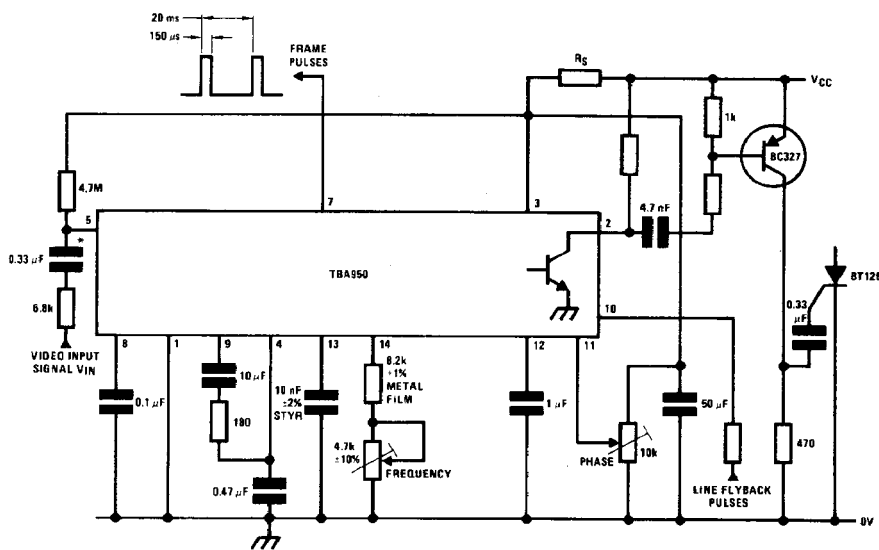 20 ms
150 µs
FRAME
PULSES
RS
VCC
1k
BC327
4.7M
7
3
5
2
4.7 nF
*
0.33 µF
TBA950
BT126
6.8k
10
0.33
µF
VIDEO INPUT
SIGNAL VIN
8
1
9
4
13
14
12
11
8.2k
±1%
METAL
FILM
10 µF
10 nF
±2%
STYR
0.1 µF
1 µF
50 µF
180
4.7k
±10%
FREQUENCY
PHASE
10k
470
0.47 µF
LINE FLYBACK
PULSES
0V